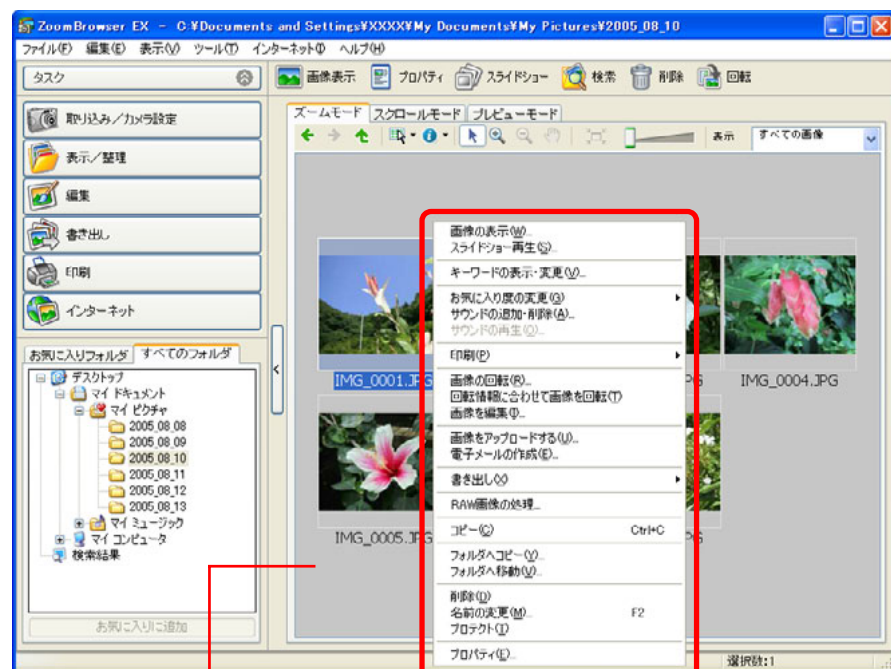 ZoomBrowser EX - C:¥Documents and Settings¥XXXX¥My Documents¥My Pictures¥2005_08_10
ファイル(F) 編集(E) 表示(V) ツール(T) インターネット(I) ヘルプ(H)
タスク
画像表示 プロパティ スライドショー 検索 削除 回転
取り込み/カメラ設定
表示/整理
編集
書き出し
印刷
インターネット
ズームモード スクロールモード プレビューモード
表示 すべての画像
お気に入りフォルダ すべてのフォルダ
デスクトップ
マイ ドキュメント
マイ ピクチャ
2005_08_08
2005_08_09
2005_08_10
2005_08_11
2005_08_12
2005_08_13
マイ ミュージック
マイ コンピュータ
検索結果
お気に入りに追加
IMG_0001.JPG
PG
IMG_0004.JPG
IMG_0005.JPG
PG
画像の表示(W)...
スライドショー再生(S)...
キーワードの表示・変更(V)...
お気に入り度の変更(G)
サウンドの追加・削除(A)...
サウンドの再生(O)...
印刷(P)
画像の回転(R)...
回転情報に合わせて画像を回転(T)
画像を編集(I)...
画像をアップロードする(U)...
電子メールの作成(E)...
書き出し(X)
RAW画像の処理...
コピー(C) Ctrl+C
フォルダへコピー(Y)...
フォルダへ移動(V)...
削除(D)
名前の変更(M)... F2
プロテクト(T)
プロパティ(E)...
選択数:1